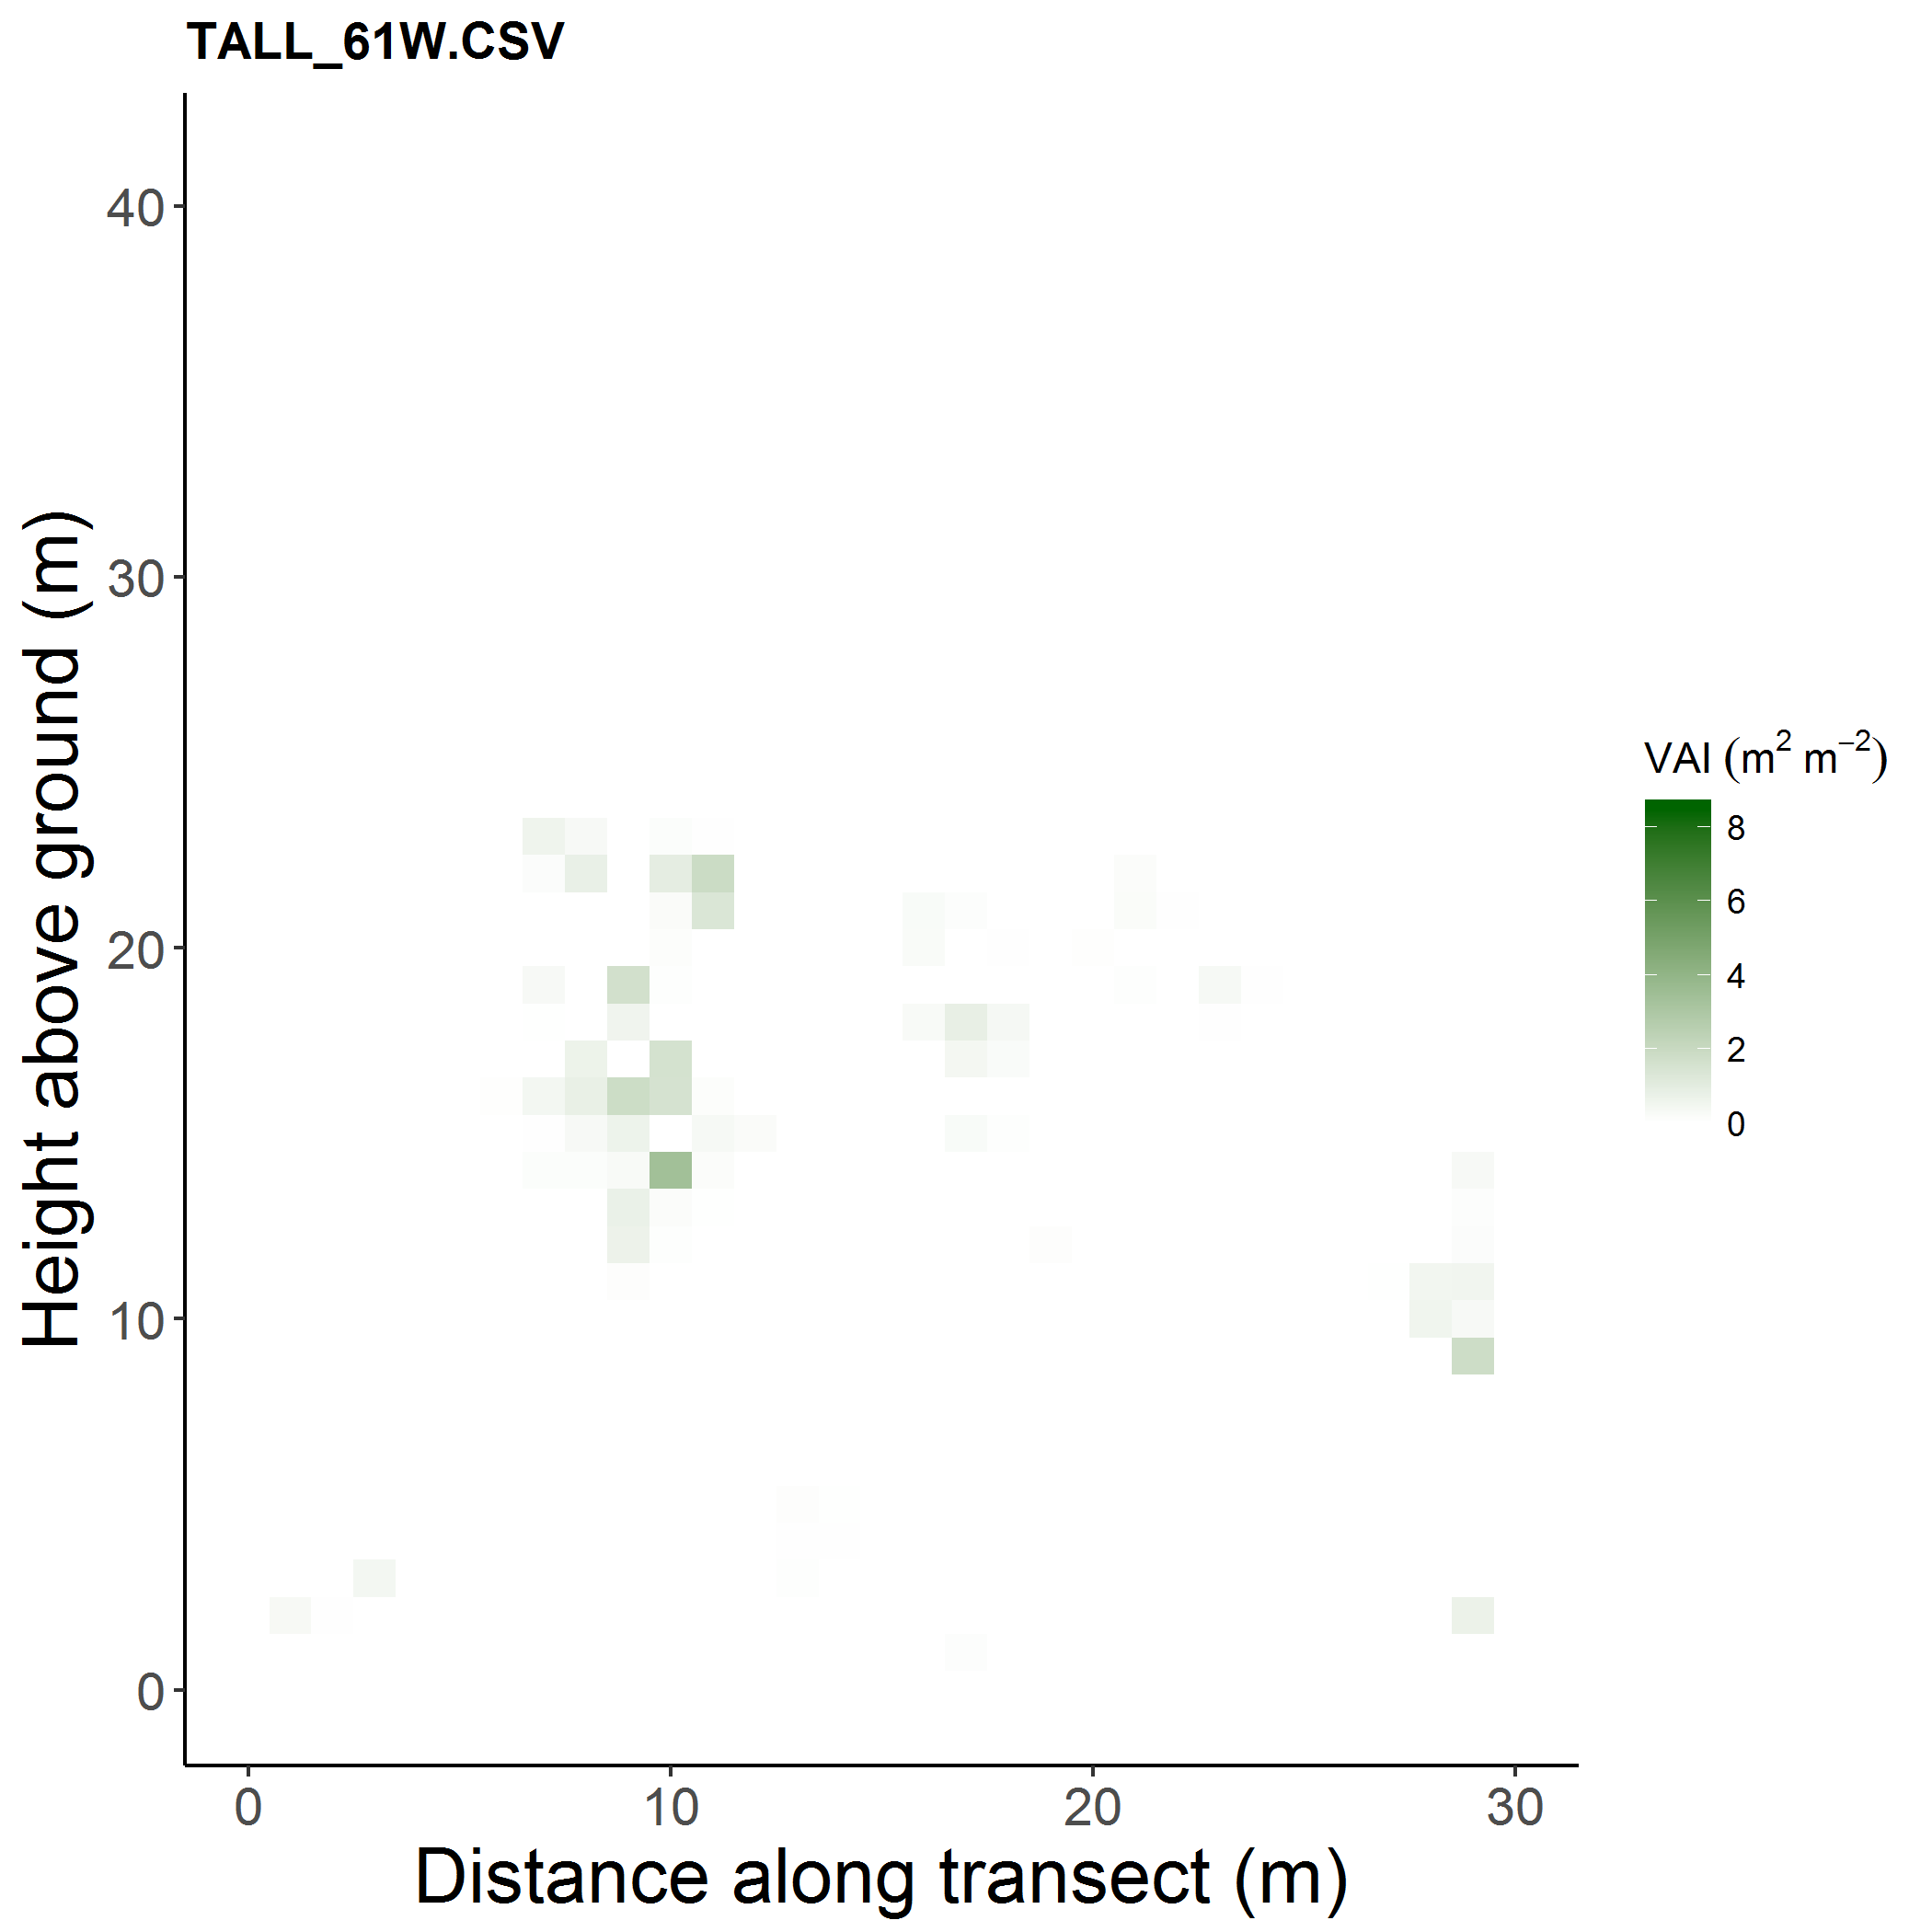 TALL_61W.CSV
Height above ground (m)
40
30
20
10
0
0 10 20 30
Distance along transect (m)
VAI (m² m⁻²)
8
6
4
2
0